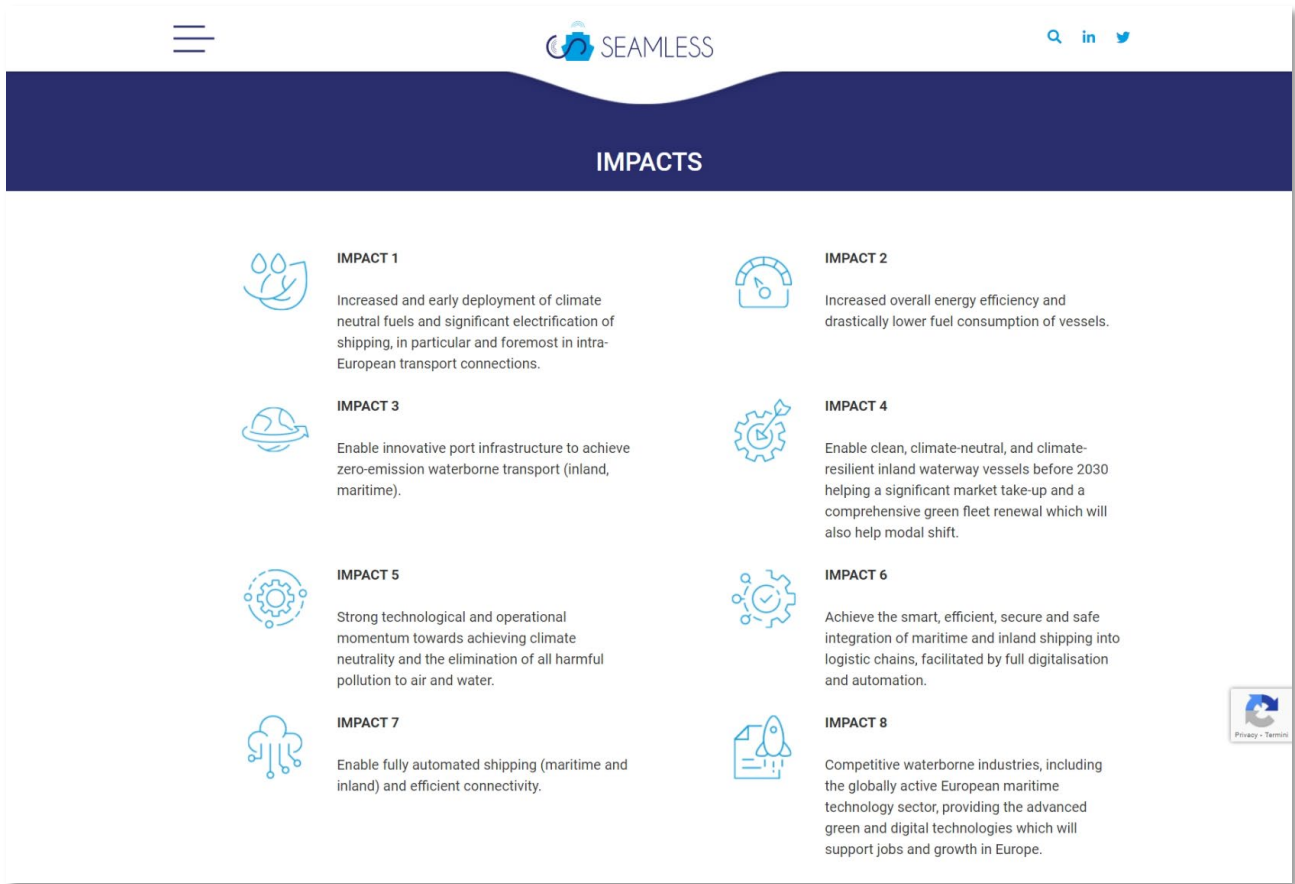 SEAMLESS
in
IMPACTS
IMPACT 1
Increased and early deployment of climate
neutral fuels and significant electrification of
shipping, in particular and foremost in intra-
European transport connections.
IMPACT 2
Increased overall energy efficiency and
drastically lower fuel consumption of vessels.
IMPACT 3
Enable innovative port infrastructure to achieve
zero-emission waterborne transport (inland,
maritime).
IMPACT 4
Enable clean, climate-neutral, and climate-
resilient inland waterway vessels before 2030
helping a significant market take-up and a
comprehensive green fleet renewal which will
also help modal shift.
IMPACT 5
Strong technological and operational
momentum towards achieving climate
neutrality and the elimination of all harmful
pollution to air and water.
IMPACT 6
Achieve the smart, efficient, secure and safe
integration of maritime and inland shipping into
logistic chains, facilitated by full digitalisation
and automation.
IMPACT 7
Enable fully automated shipping (maritime and
inland) and efficient connectivity.
IMPACT 8
Competitive waterborne industries, including
the globally active European maritime
technology sector, providing the advanced
green and digital technologies which will
support jobs and growth in Europe.
Privacy - Termini